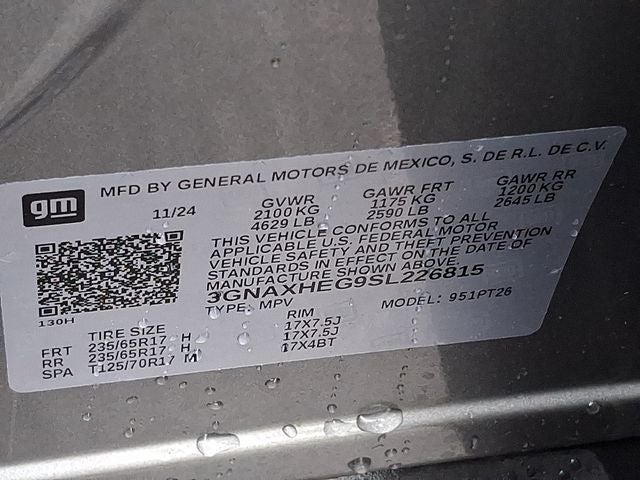 gm
MFD BY GENERAL MOTORS DE MEXICO, S. DE R.L. DE C.V.
11/24 GVWR GAWR FRT GAWR RR
2100 KG 1175 KG 1200 KG
4629 LB 2590 LB 2645 LB
THIS VEHICLE CONFORMS TO ALL
APPLICABLE U.S. FEDERAL MOTOR
VEHICLE SAFETY AND THEFT PREVENTION
STANDARDS IN EFFECT ON THE DATE OF
MANUFACTURE SHOWN ABOVE.
3GNAXHEG9SL226815
TYPE: MPV MODEL: 951PT26
130H
TIRE SIZE RIM
FRT 235/65R17 H 17X7.5J
RR 235/65R17 H 17X7.5J
SPA T125/70R17 M 17X4BT